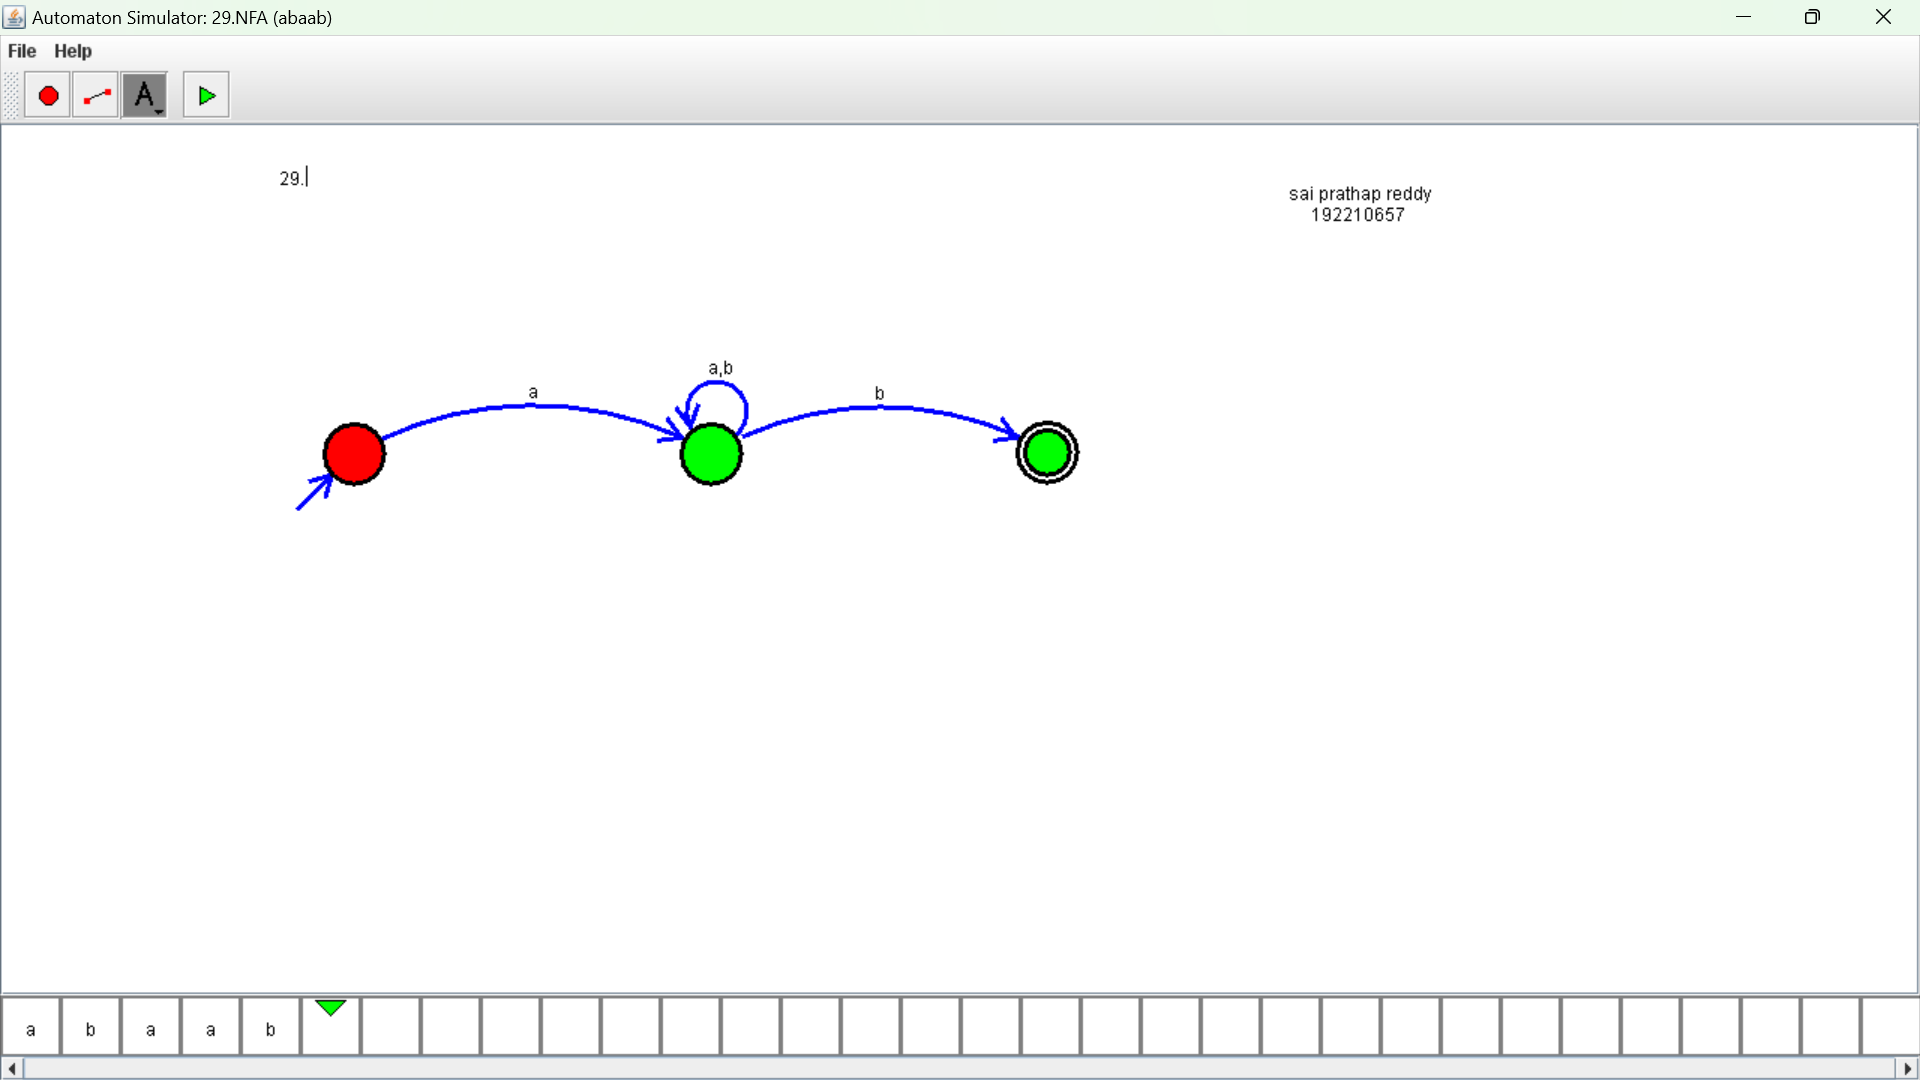 Automaton Simulator: 29.NFA (abaab)
File Help
A
29.
sai prathap reddy
192210657
a
a,b
b
a b a a b